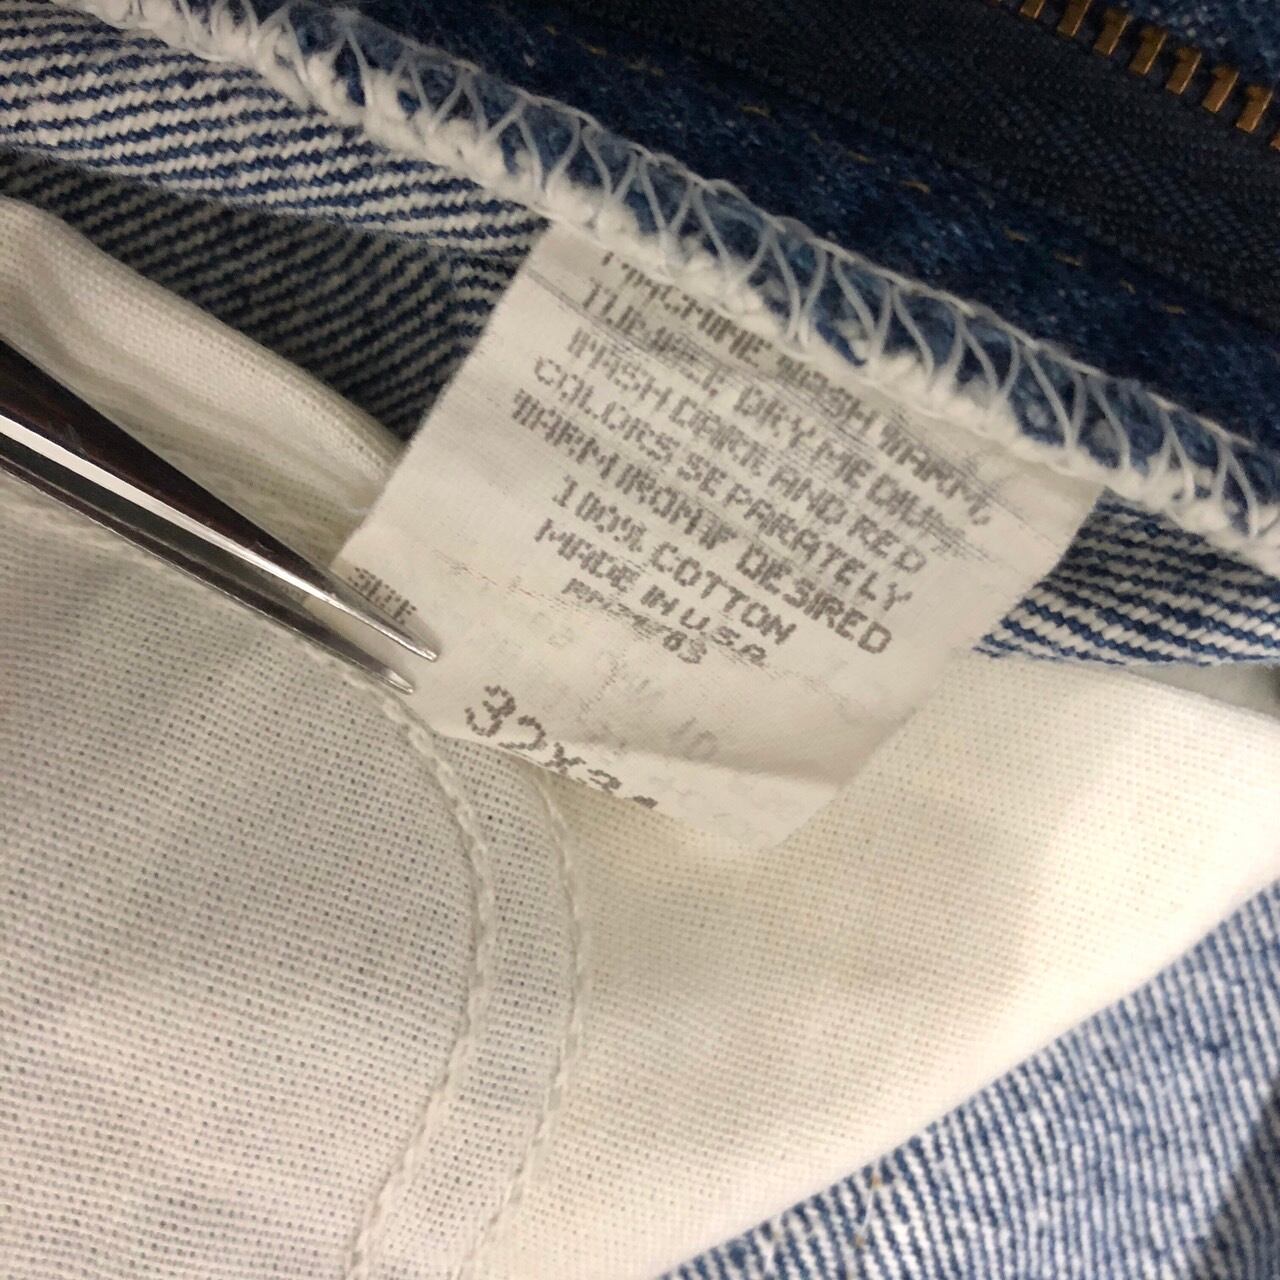 MACHINE WASH WARM,
TUMBLE DRY MEDIUM
WASH DARK AND RED
COLORS SEPARATELY
WARM IRON IF DESIRED
100% COTTON
MADE IN U.S.A.
SIZE